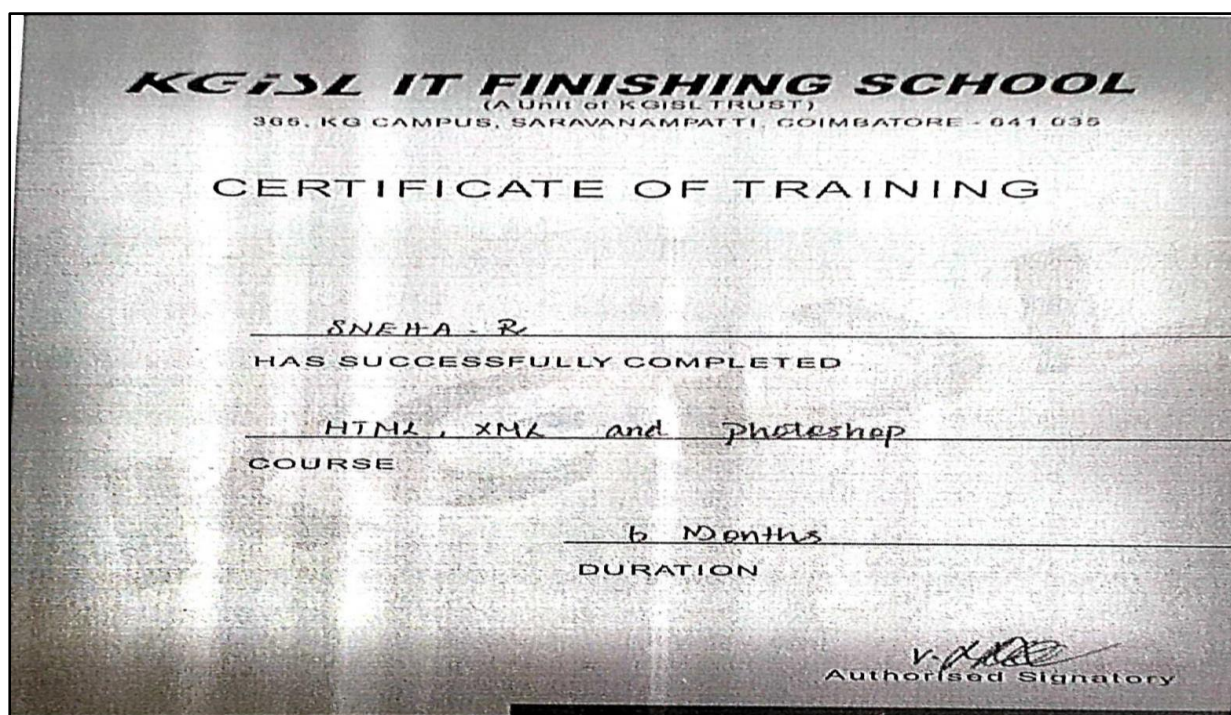 KGiSL IT FINISHING SCHOOL
(A Unit of KGISL TRUST)
365, KG CAMPUS, SARAVANAMPATTI, COIMBATORE - 641 035
CERTIFICATE OF TRAINING
SNEHA - R
HAS SUCCESSFULLY COMPLETED
HTML, XML and Photoshop
COURSE
6 Months
DURATION
Authorised Signatory